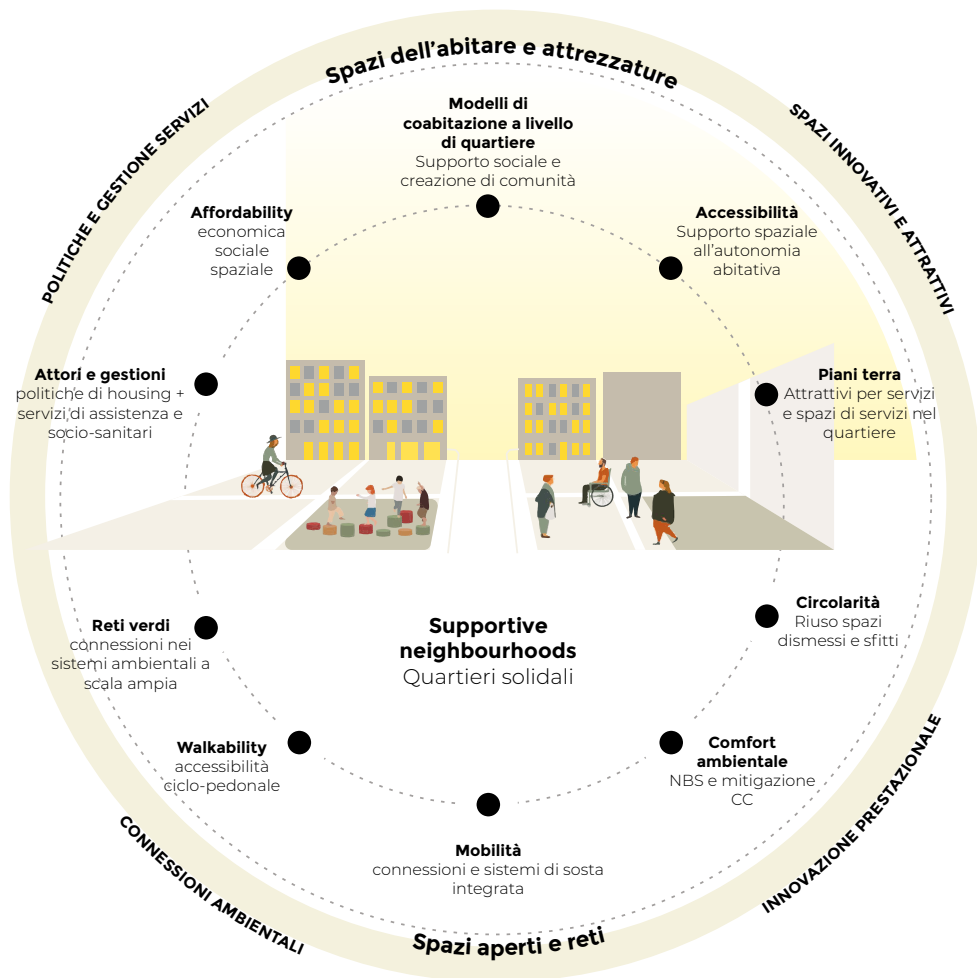 Spazi dell'abitare e attrezzature
POLITICHE E GESTIONE SERVIZI
SPAZI INNOVATIVI E ATTRATTIVI
Modelli di
coabitazione a livello
di quartiere
Supporto sociale e
creazione di comunità
Affordability
economica
sociale
spaziale
Accessibilità
Supporto spaziale
all'autonomia
abitativa
Attori e gestioni
politiche di housing +
servizi di assistenza e
socio-sanitari
Piani terra
Attrattivi per servizi
e spazi di servizi nel
quartiere
Reti verdi
connessioni nei
sistemi ambientali a
scala ampia
Supportive
neighbourhoods
Quartieri solidali
Circolarità
Riuso spazi
dismessi e sfitti
Walkability
accessibilità
ciclo-pedonale
Comfort
ambientale
NBS e mitigazione
CC
Mobilità
connessioni e sistemi di sosta
integrata
CONNESSIONI AMBIENTALI
INNOVAZIONE PRESTAZIONALE
Spazi aperti e reti